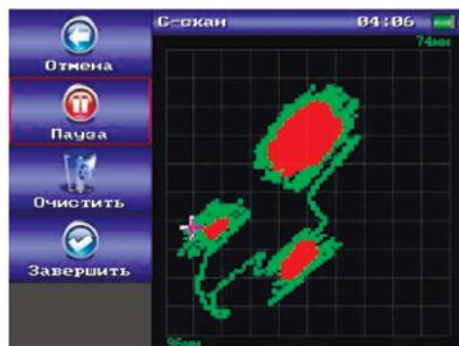 С-скан 04:06
74мм
Отмена
Пауза
Очистить
Завершить
96мм